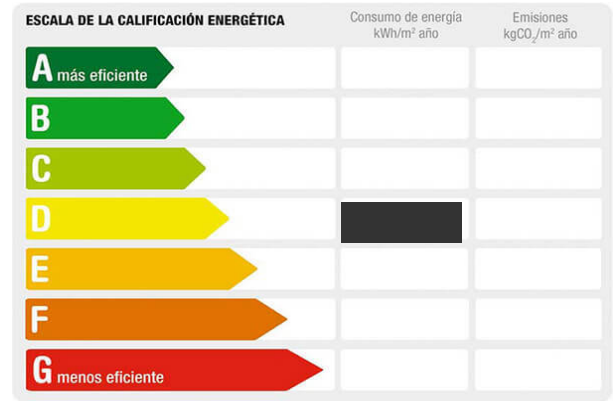 ESCALA DE LA CALIFICACIÓN ENERGÉTICA
Consumo de energía
kWh/m² año
Emisiones
kgCO₂/m² año
A más eficiente
B
C
D
E
F
G menos eficiente